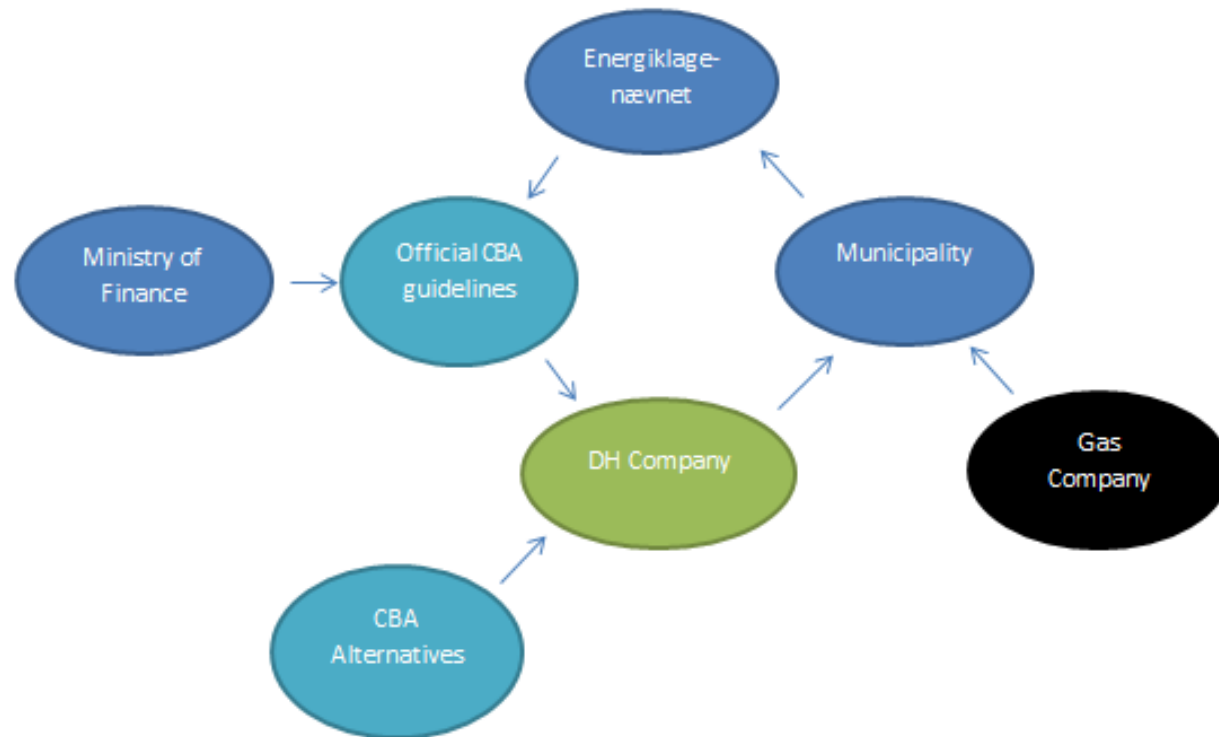 Energiklage-
nævnet
Ministry of
Finance
Official CBA
guidelines
Municipality
DH Company
Gas
Company
CBA
Alternatives